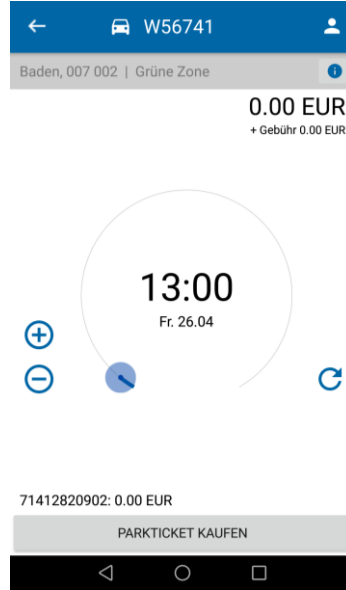 W56741
Baden, 007 002 | Grüne Zone
0.00 EUR
+ Gebühr 0.00 EUR
13:00
Fr. 26.04
71412820902: 0.00 EUR
PARKTICKET KAUFEN